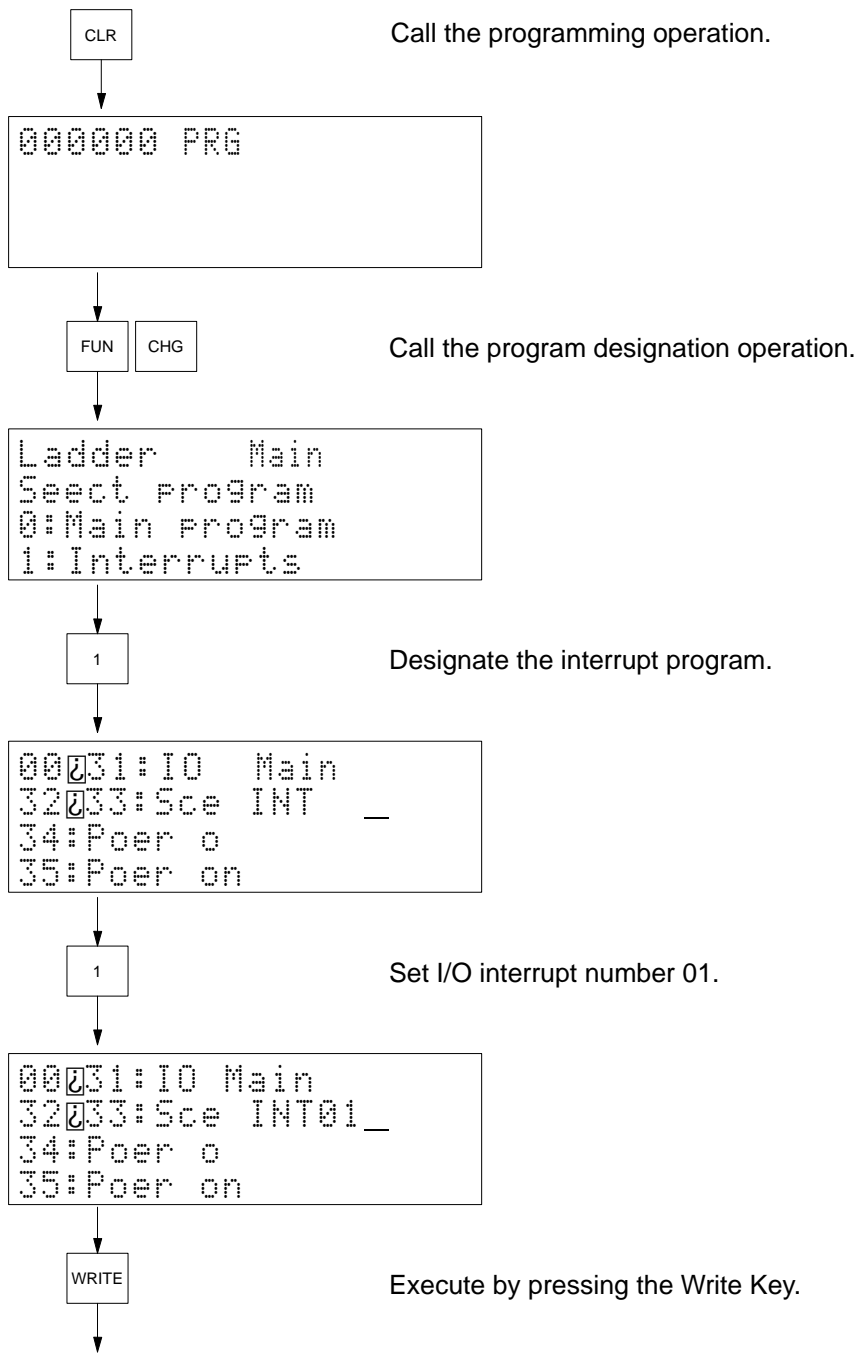 CLR
Call the programming operation.
000000 PRG
FUN CHG
Call the program designation operation.
Ladder Main
Seect program
0:Main program
1:Interrupts
1
Designate the interrupt program.
00¿31:IO Main
32¿33:Sce INT _
34:Poer o
35:Poer on
1
Set I/O interrupt number 01.
00¿31:IO Main
32¿33:Sce INT01_
34:Poer o
35:Poer on
WRITE
Execute by pressing the Write Key.